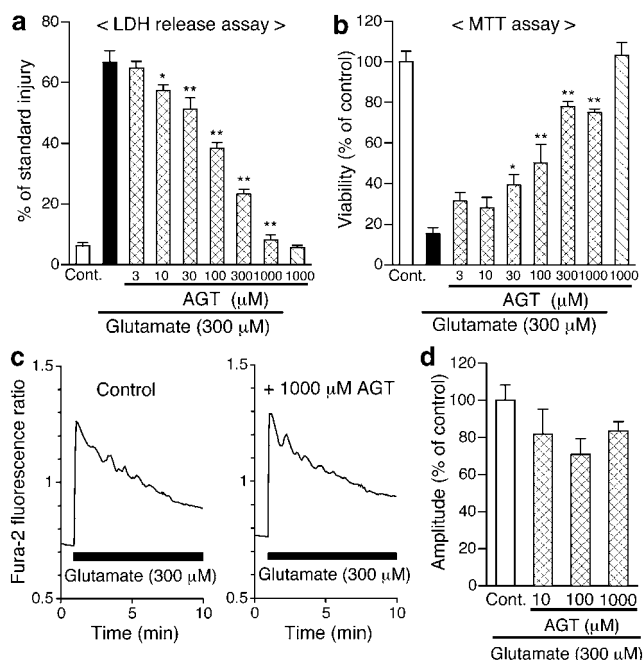 a < LDH release assay >
% of standard injury
80
60
40
20
0
* ** ** ** **
Cont. 3 10 30 100 300 1000 1000
AGT (μM)
Glutamate (300 μM)
b < MTT assay >
Viability (% of control)
120
100
80
60
40
20
0
* ** ** **
Cont. 3 10 30 100 300 1000 1000
AGT (μM)
Glutamate (300 μM)
c
Fura-2 fluorescence ratio
1.5
1
0.5
Control
Glutamate (300 μM)
0 5 10
Time (min)
1.5
1
0.5
+ 1000 μM AGT
Glutamate (300 μM)
0 5 10
Time (min)
d
Amplitude (% of control)
120
100
80
60
40
80
0
Cont. 10 100 1000
AGT (μM)
Glutamate (300 μM)